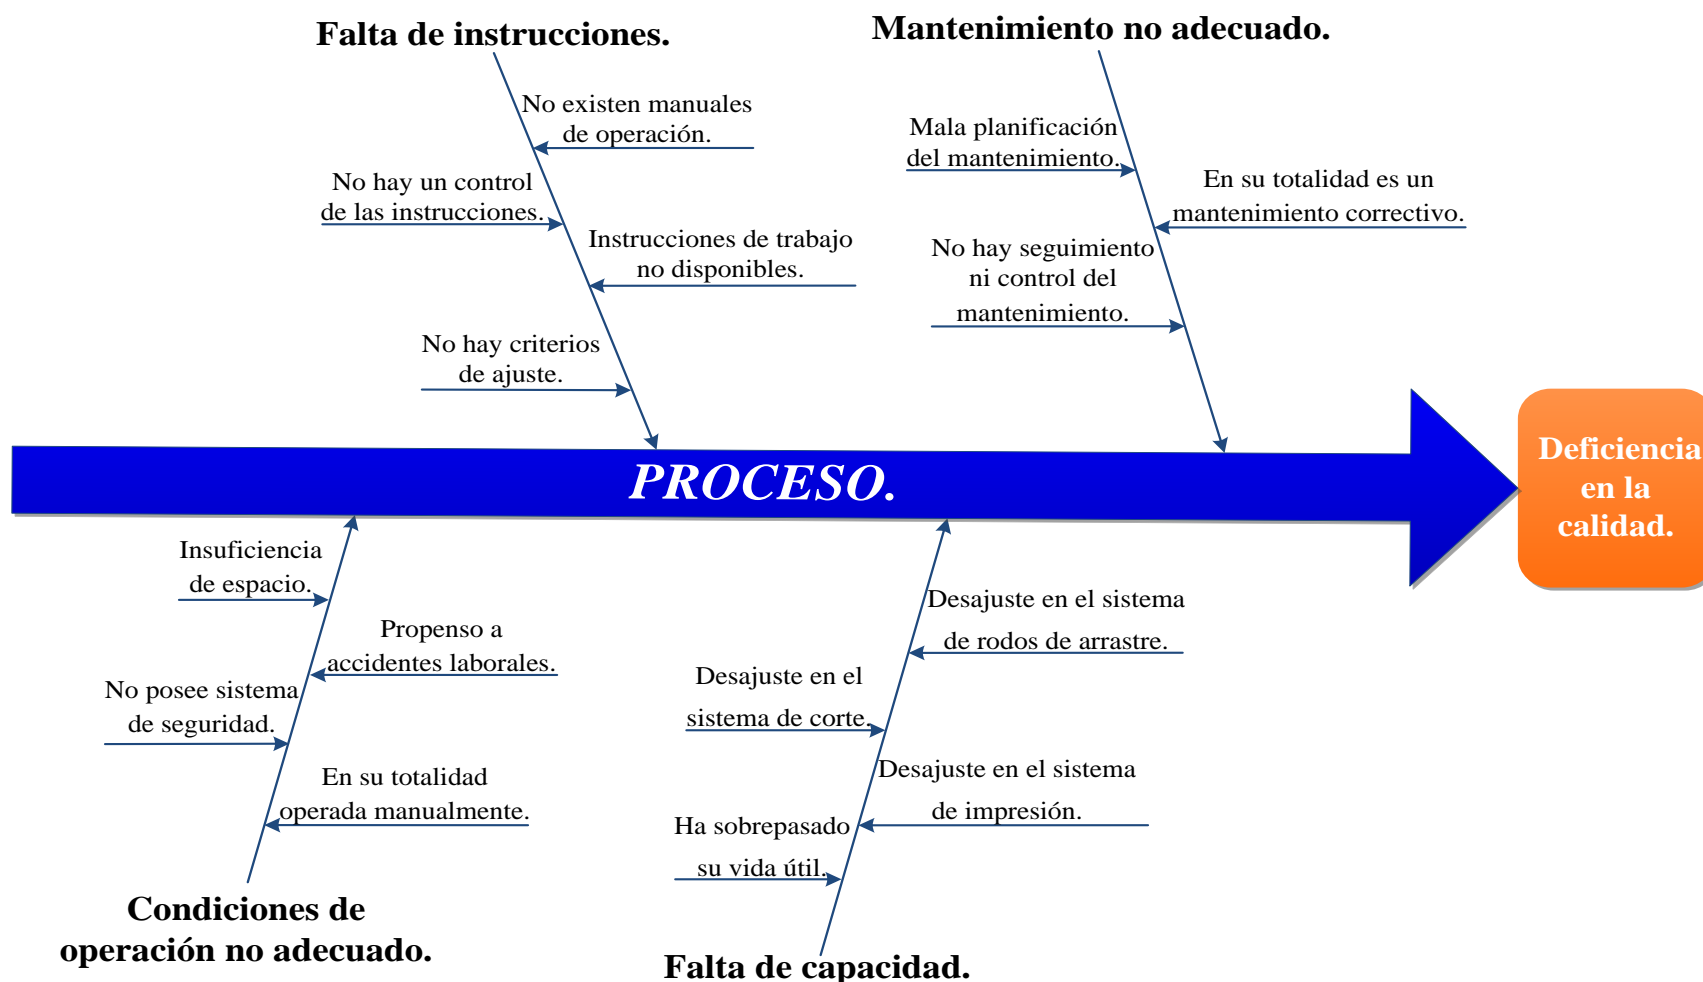 Falta de instrucciones.
Mantenimiento no adecuado.
No existen manuales
de operación.
No hay un control
de las instrucciones.
Instrucciones de trabajo
no disponibles.
No hay criterios
de ajuste.
Mala planificación
del mantenimiento.
En su totalidad es un
mantenimiento correctivo.
No hay seguimiento
ni control del
mantenimiento.
PROCESO.
Deficiencia
en la
calidad.
Insuficiencia
de espacio.
Propenso a
accidentes laborales.
No posee sistema
de seguridad.
En su totalidad
operada manualmente.
Condiciones de
operación no adecuado.
Desajuste en el sistema
de rodos de arrastre.
Desajuste en el
sistema de corte.
Desajuste en el sistema
de impresión.
Ha sobrepasado
su vida útil.
Falta de capacidad.